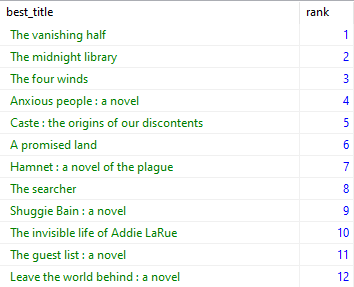 best_title rank
The vanishing half 1
The midnight library 2
The four winds 3
Anxious people : a novel 4
Caste : the origins of our discontents 5
A promised land 6
Hamnet : a novel of the plague 7
The searcher 8
Shuggie Bain : a novel 9
The invisible life of Addie LaRue 10
The guest list : a novel 11
Leave the world behind : a novel 12